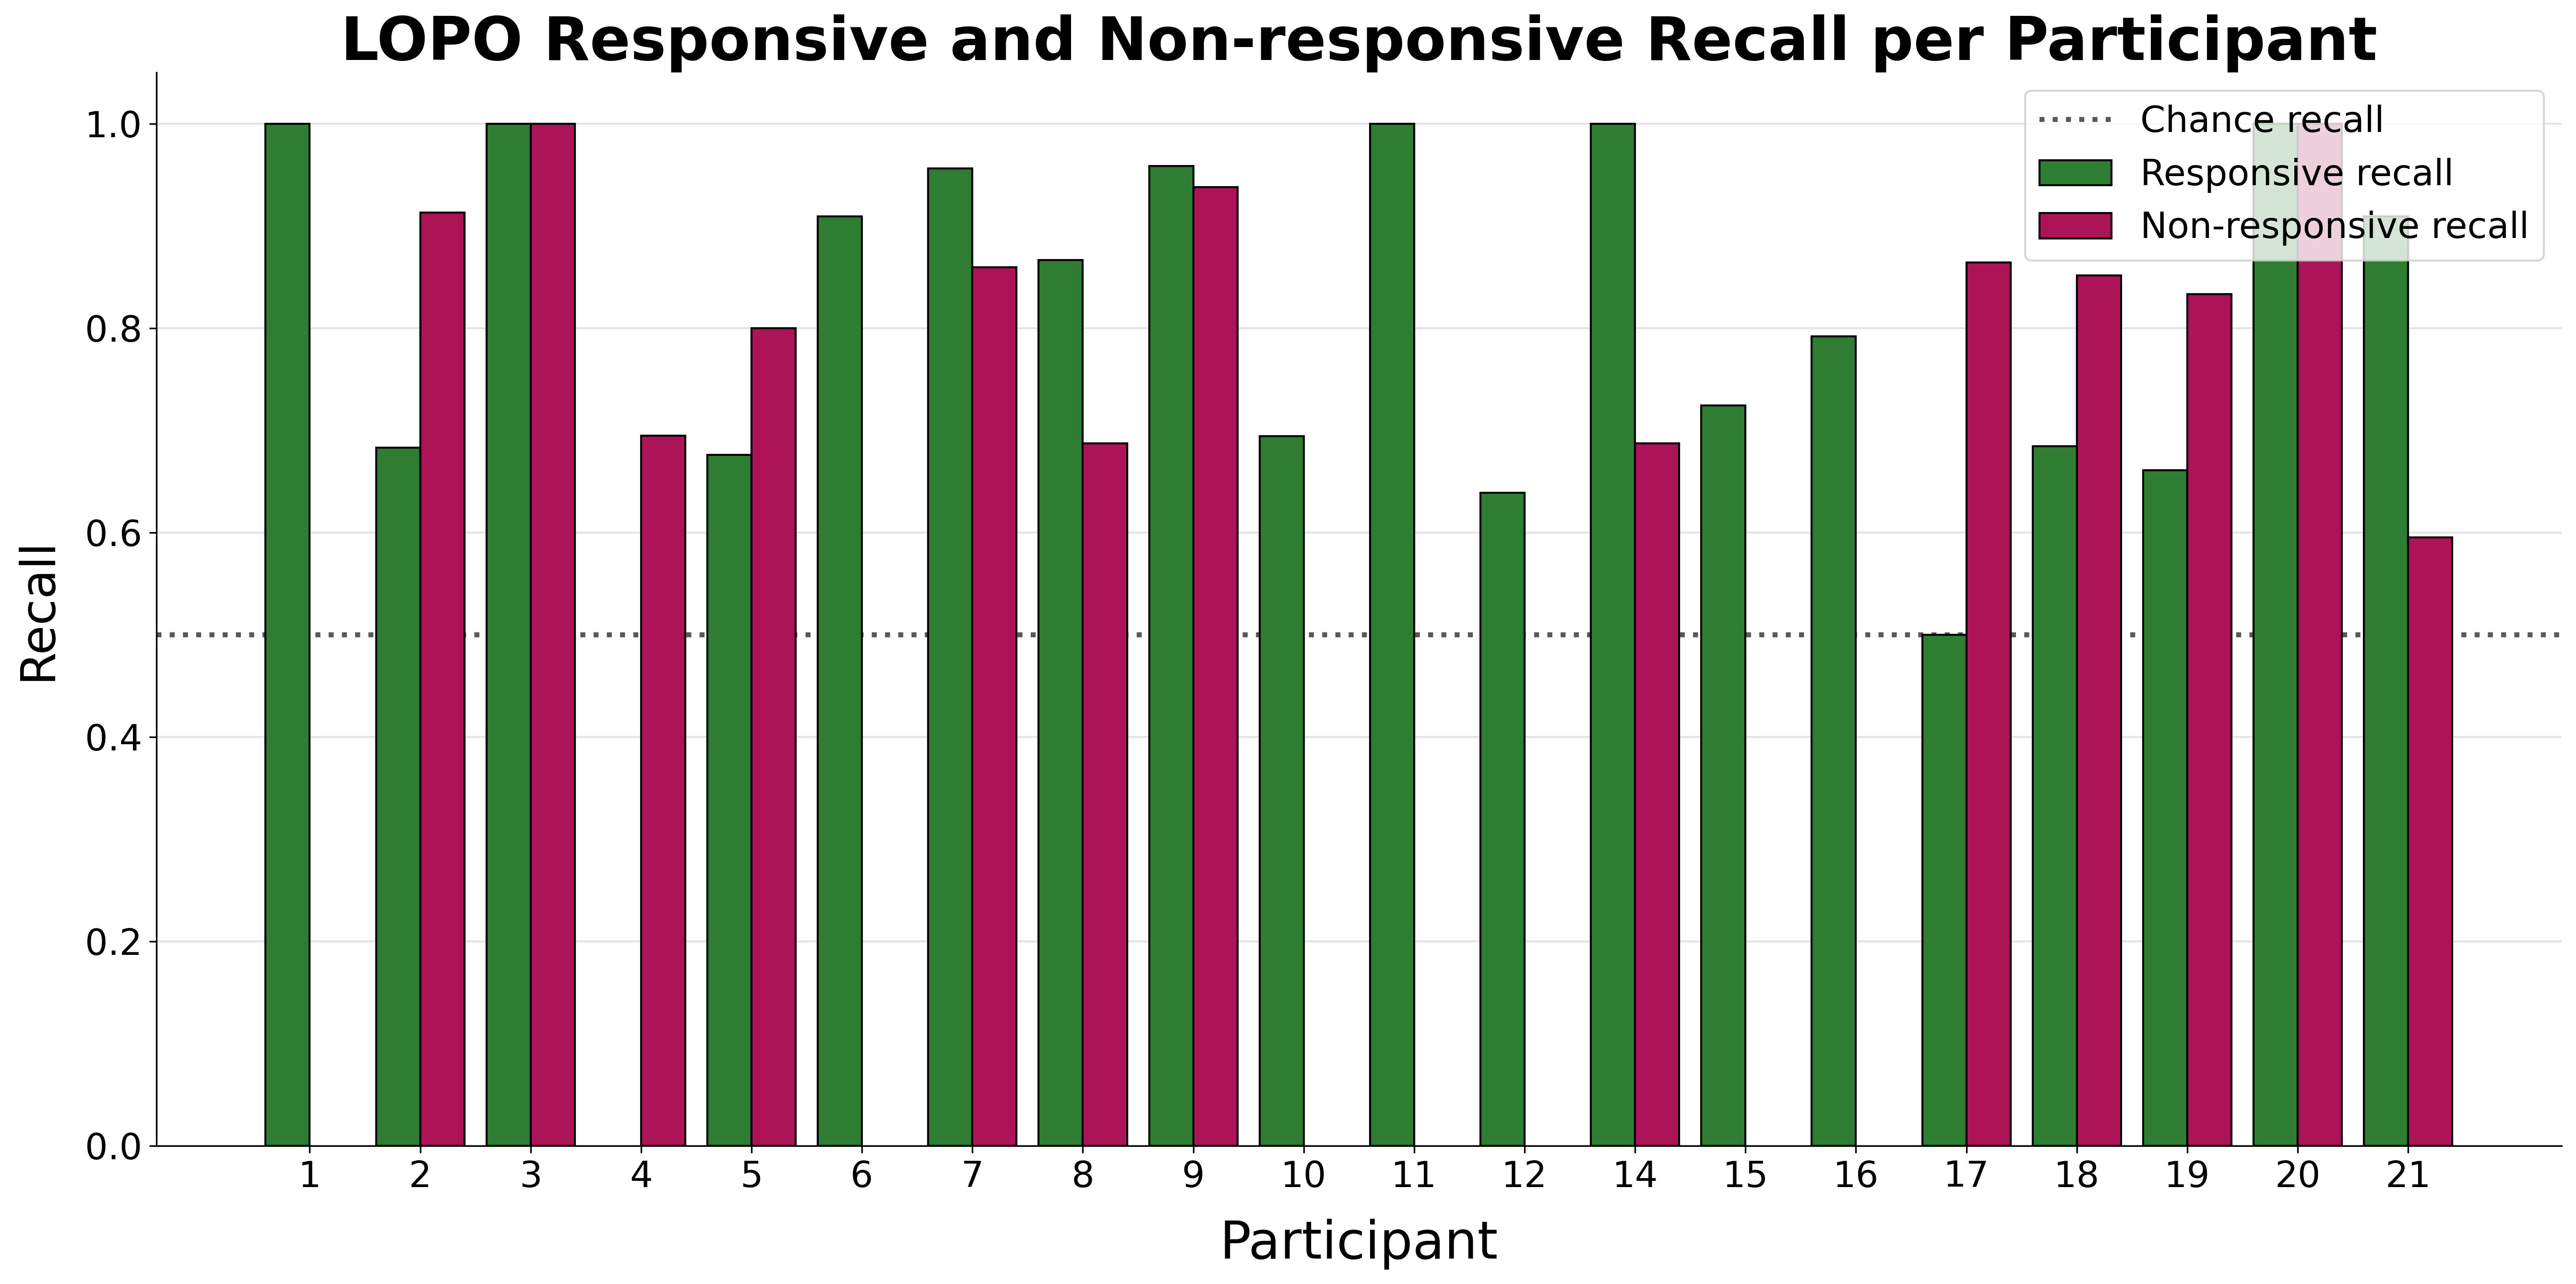 LOPO Responsive and Non-responsive Recall per Participant
Chance recall
Responsive recall
Non-responsive recall
1.0
0.8
0.6
0.4
0.2
0.0
Recall
1 2 3 4 5 6 7 8 9 10 11 12 14 15 16 17 18 19 20 21
Participant